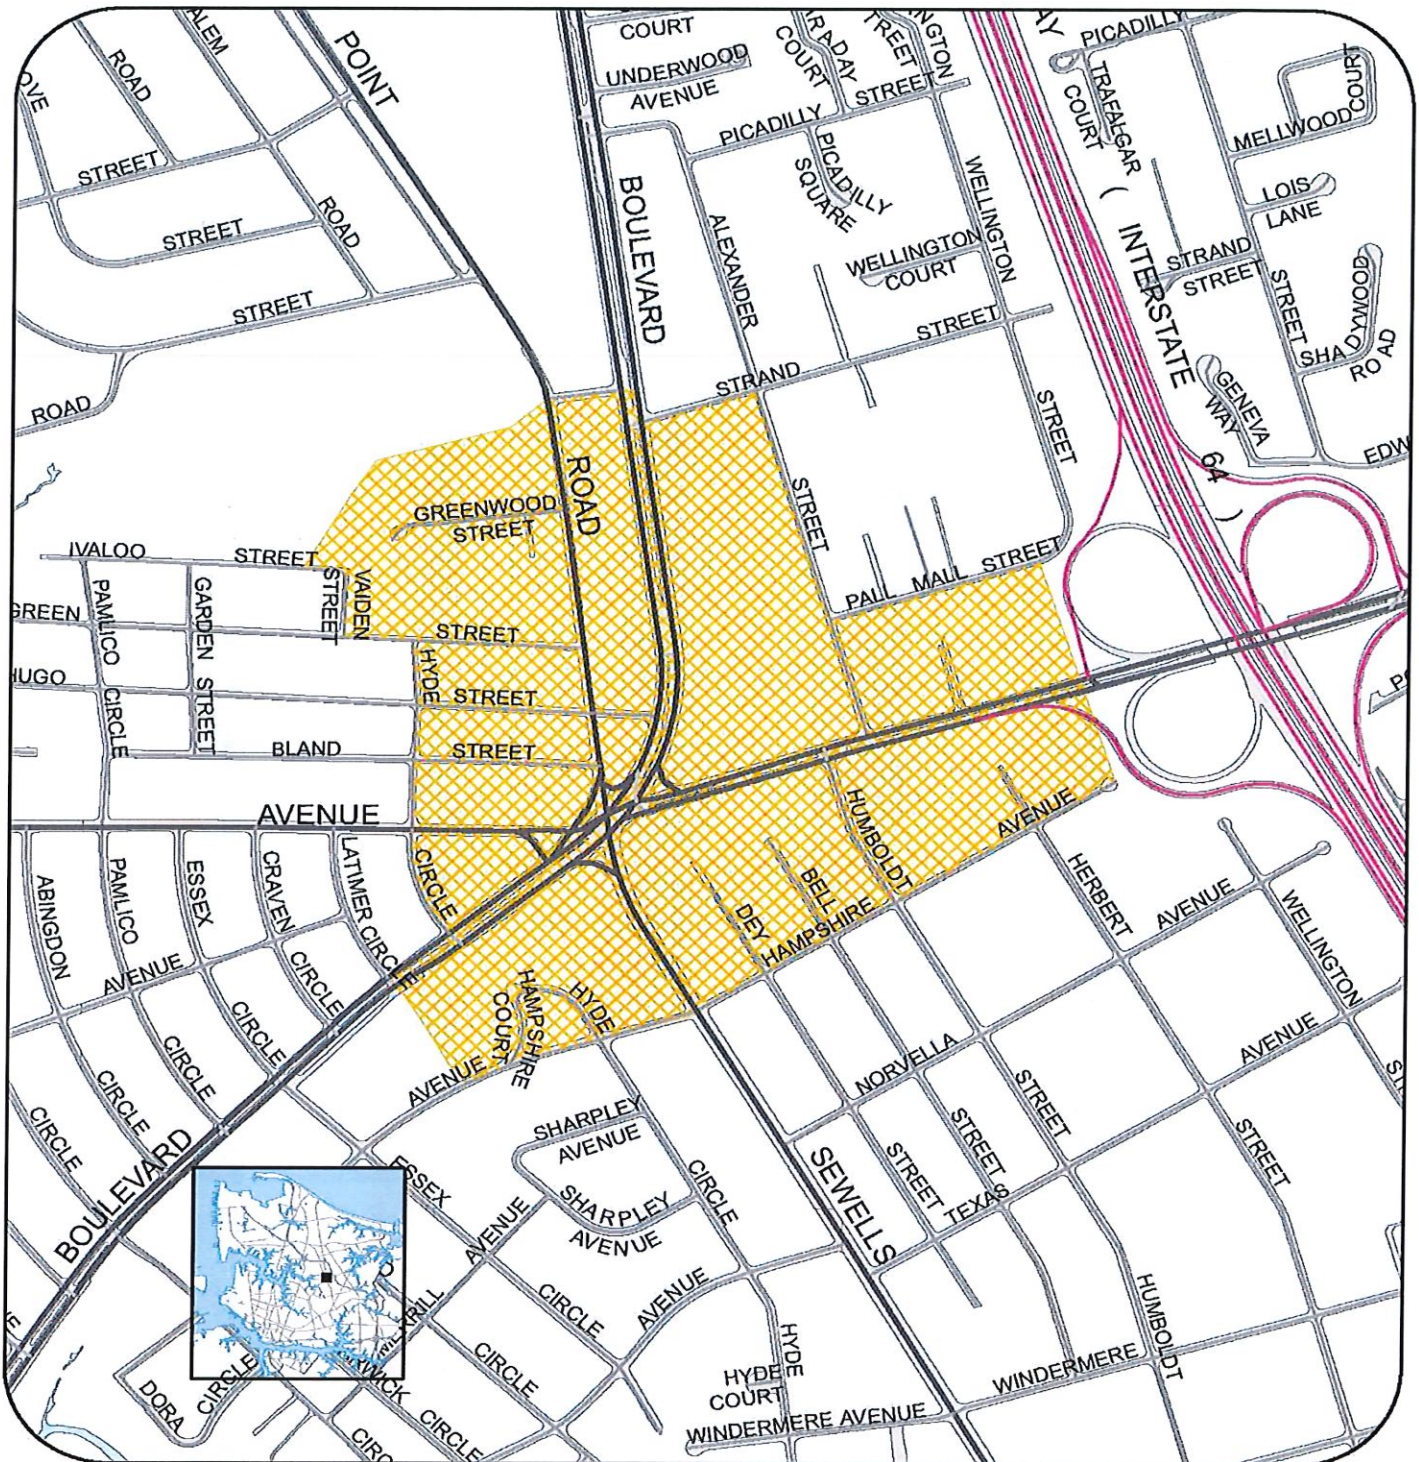 POINT
ROAD
COURT
UNDERWOOD
AVENUE
PICADILLY
STREET
COURT
STREET
PICADILLY
TRAFALGAR
COURT
COURT
MELLWOOD
STREET
ROAD
STREET
BOULEVARD
PICADILLY
SQUARE
WELLINGTON
LOIS
LANE
( INTERSTATE
64 )
ALEXANDER
WELLINGTON
COURT
STRAND
STREET
STREET
SHADYWOOD
ROAD
STREET
STREET
STRAND
GENEVA
WAY
ROAD
STREET
ROAD
GREENWOOD
STREET
STREET
IVALOO
STREET
STREET
VAIDEN
PALL MALL STREET
PAMLICO
CIRCLE
GARDEN
STREET
GREEN
STREET
HYDE
HUGO
STREET
BLAND
STREET
AVENUE
HUMBOLDT
AVENUE
CIRCLE
LATIMER CIRCLE
CRAVEN
CIRCLE
ESSEX
CIRCLE
PAMLICO
CIRCLE
ABINGDON
CIRCLE
CIRCLE
AVENUE
DEY
BELL
HAMPSHIRE
HERBERT
AVENUE
WELLINGTON
HYDE
HAMPSHIRE
COURT
AVENUE
NORVELLA
AVENUE
STREET
STREET
STREET
STREET
SHARPLEY
AVENUE
SHARPLEY
AVENUE
CIRCLE
SEWELLS
TEXAS
BOULEVARD
ESSEX
AVENUE
CIRCLE
AVENUE
CIRCLE
HYDE
HYDE
COURT
HUMBOLDT
WINDERMERE
WINDERMERE AVENUE
DORA
CIRCLE
CIRCLE